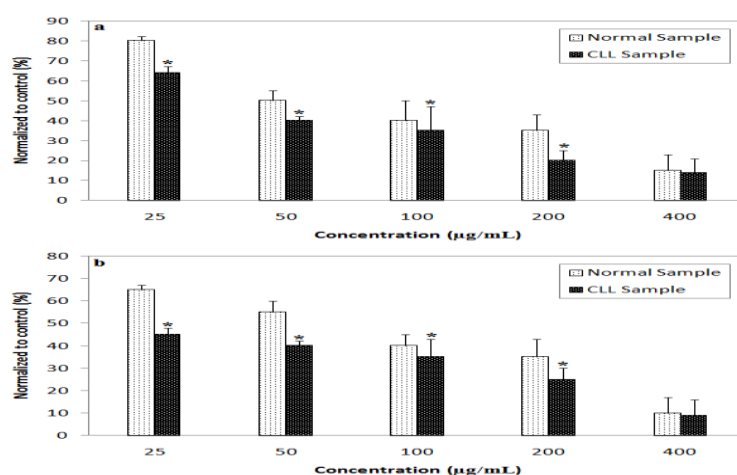 a
Normal Sample
CLL Sample
Normalized to control (%)
90
80
70
60
50
40
30
20
10
0
*
*
*
*
25 50 100 200 400
Concentration (µg/mL)
b
Normal Sample
CLL Sample
Normalized to control (%)
80
70
60
50
40
30
20
10
0
*
*
*
*
25 50 100 200 400
Concentration (µg/mL)